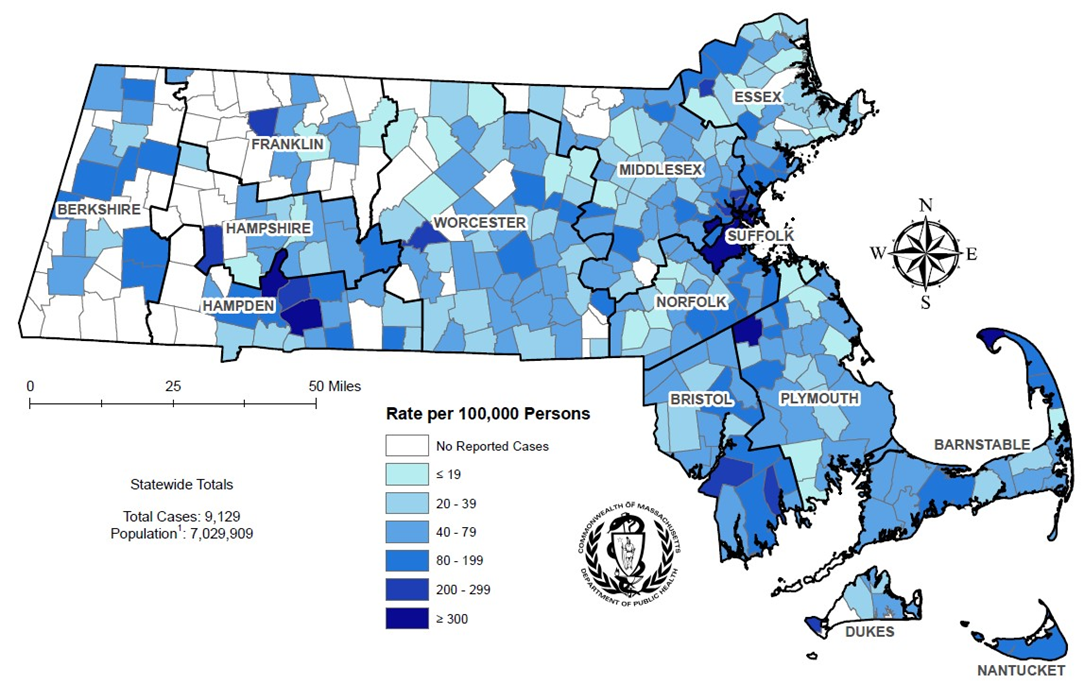 ESSEX
FRANKLIN
MIDDLESEX
BERKSHIRE
HAMPSHIRE
WORCESTER
SUFFOLK
N
W
E
S
HAMPDEN
NORFOLK
0
25
50 Miles
BRISTOL
PLYMOUTH
Rate per 100,000 Persons
No Reported Cases
≤ 19
20 - 39
40 - 79
80 - 199
200 - 299
≥ 300
BARNSTABLE
Statewide Totals
Total Cases: 9,129
Population¹: 7,029,909
COMMONWEALTH OF MASSACHUSETTS
DEPARTMENT OF PUBLIC HEALTH
DUKES
NANTUCKET